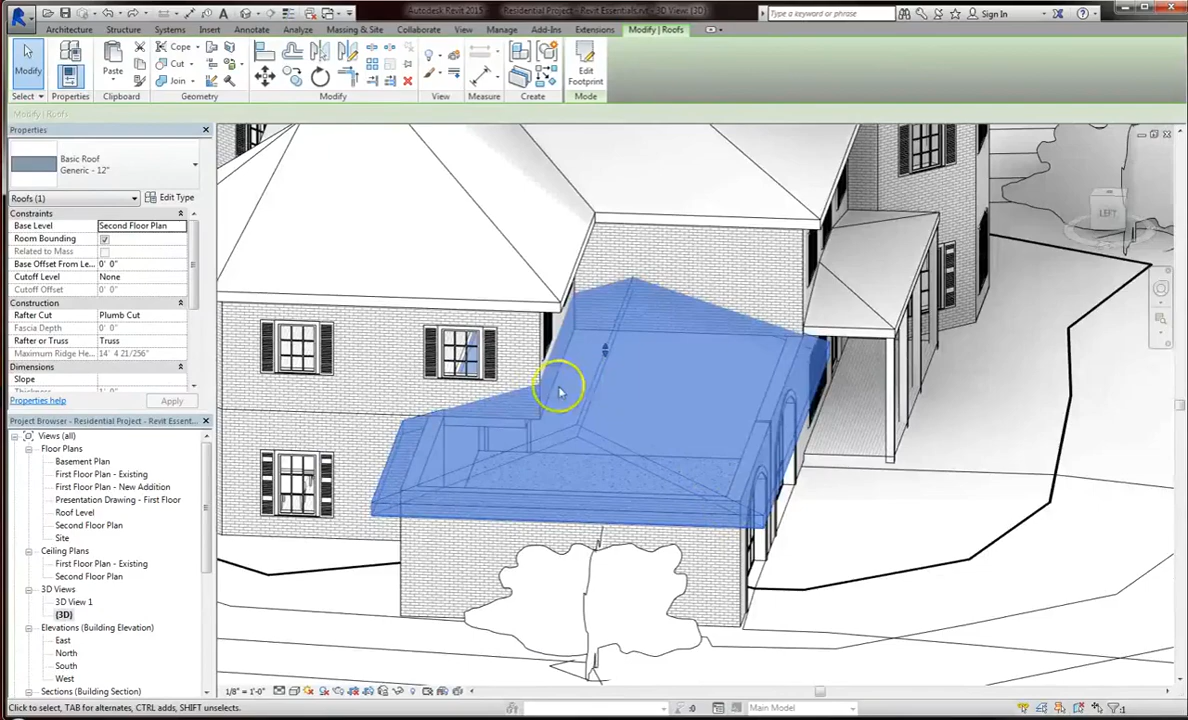 Autodesk Revit 2015 - Residential Project - Revit Essentials.rvt - 3D View: {3D}
Type a keyword or phrase
Sign In
Architecture Structure Systems Insert Annotate Analyze Massing & Site Collaborate View Manage Add-Ins Extensions Modify | Roofs
Modify
Paste
Cope
Cut
Join
Edit
Footprint
Select Properties Clipboard Geometry Modify View Measure Create Mode
Modify | Roofs
Properties
Basic Roof
Generic - 12"
Roofs (1)
Edit Type
Constraints
Base Level Second Floor Plan
Room Bounding
Related to Mass
Base Offset From Le... 0' 0"
Cutoff Level None
Cutoff Offset 0' 0"
Construction
Rafter Cut Plumb Cut
Fascia Depth 0' 0"
Rafter or Truss Truss
Maximum Ridge He... 14' 4 21/256"
Dimensions
Slope
Properties help
Apply
Project Browser - Residential Project - Revit Essent...
Views (all)
Floor Plans
Basement Plan
First Floor Plan - Existing
First Floor Plan - New Addition
Presentation Drawing - First Floor
Roof Level
Second Floor Plan
Site
Ceiling Plans
First Floor Plan - Existing
Second Floor Plan
3D Views
3D View 1
{3D}
Elevations (Building Elevation)
East
North
South
West
Sections (Building Section)
LEFT
1/8" = 1'-0"
Click to select, TAB for alternates, CTRL adds, SHIFT unselects.
:0
Main Model
:1